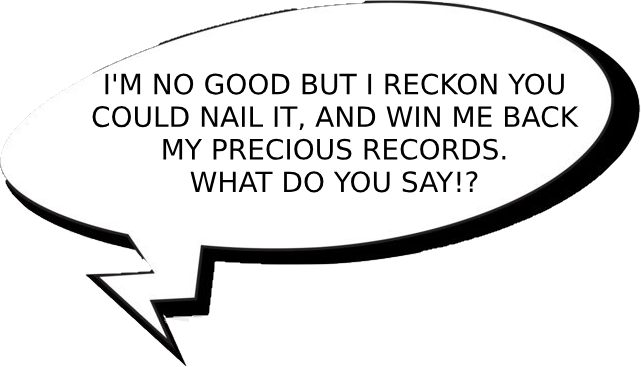 I'M NO GOOD BUT I RECKON YOU
COULD NAIL IT, AND WIN ME BACK
MY PRECIOUS RECORDS.
WHAT DO YOU SAY!?